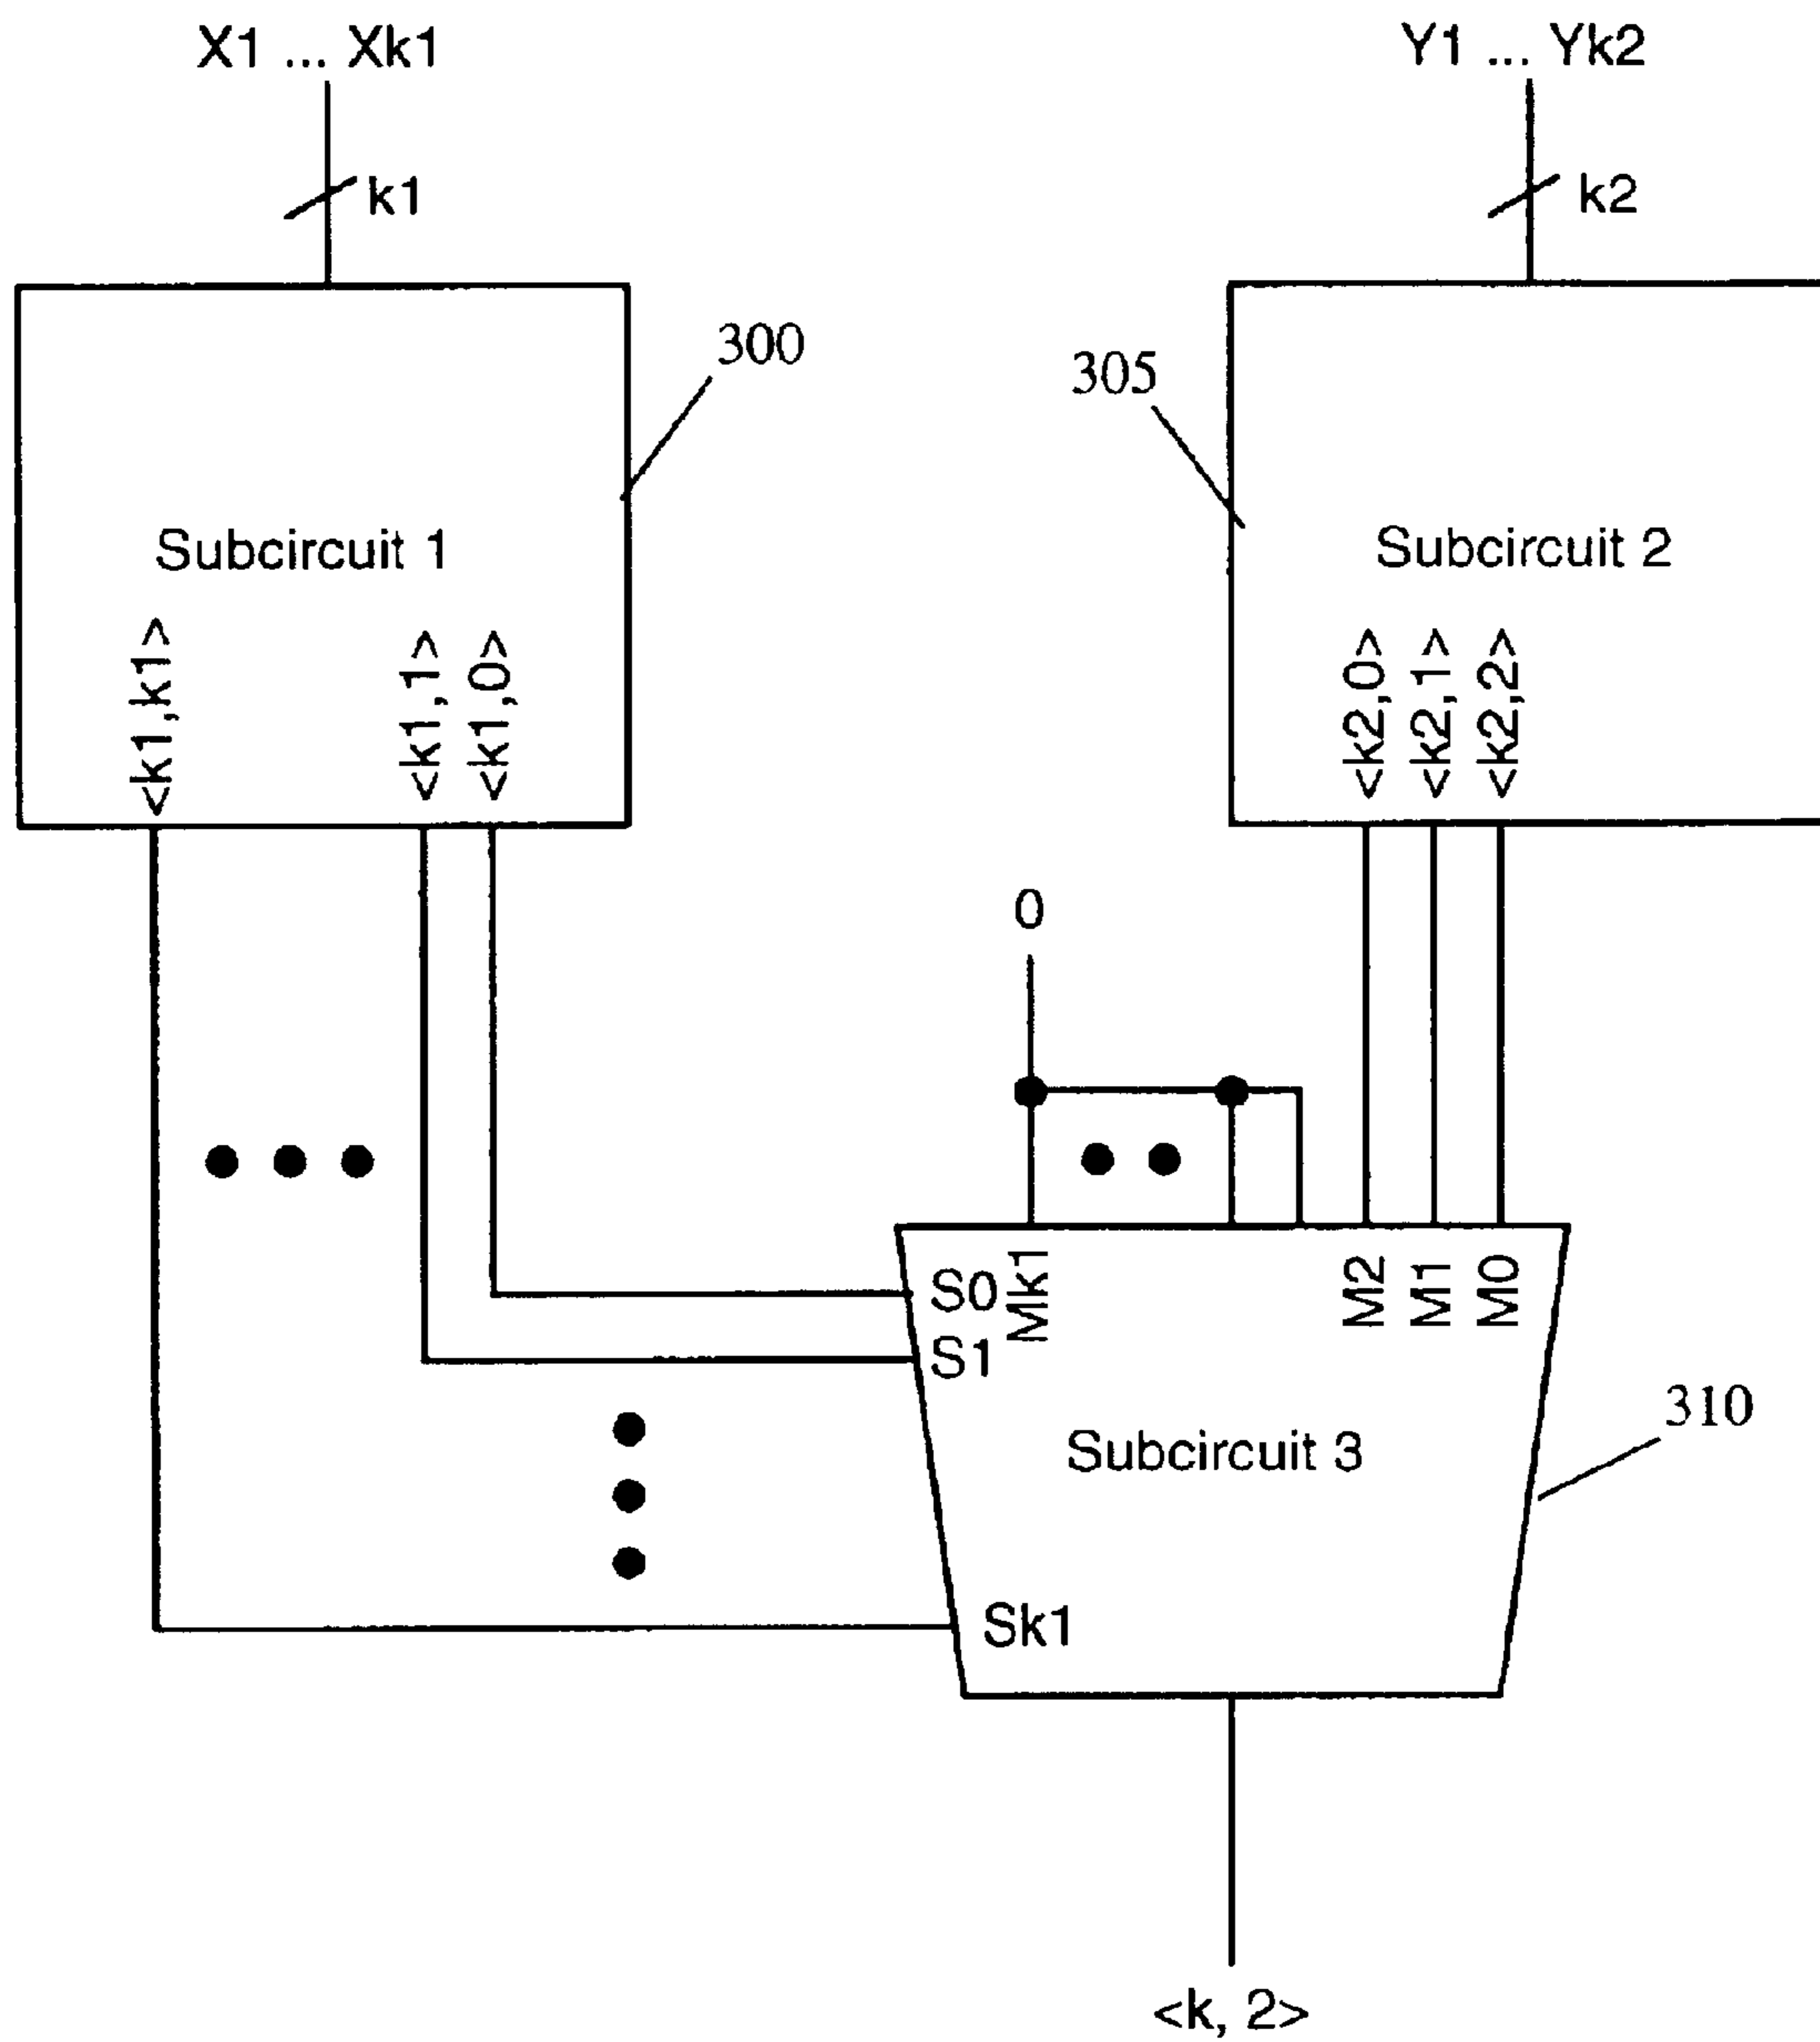 X1 ... Xk1
Y1 ... Yk2
k1
k2
300
305
Subcircuit 1
Subcircuit 2
<k1,k1>
<k1,1>
<k1,0>
<k2,0>
<k2,1>
<k2,2>
0
S0
Mk1
M2
M1
M0
S1
310
Subcircuit 3
Sk1
<k, 2>